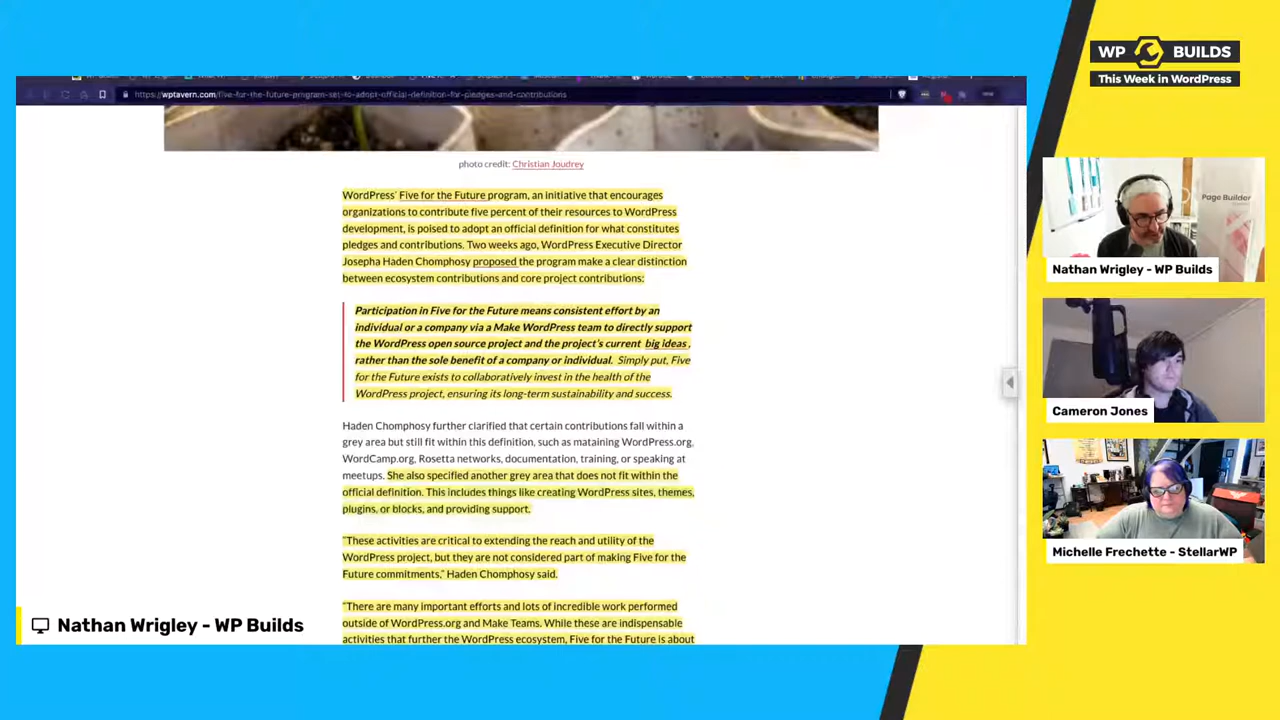 WP BUILDS
This Week in WordPress
https://wptavern.com/five-for-the-future-program-set-to-adopt-official-definition-for-pledges-and-contributions
photo credit: Christian Joudrey
WordPress' Five for the Future program, an initiative that encourages
organizations to contribute five percent of their resources to WordPress
development, is poised to adopt an official definition for what constitutes
pledges and contributions. Two weeks ago, WordPress Executive Director
Josepha Haden Chomphosy proposed the program make a clear distinction
between ecosystem contributions and core project contributions:
Participation in Five for the Future means consistent effort by an
individual or a company via a Make WordPress team to directly support
the WordPress open source project and the project's current big ideas ,
rather than the sole benefit of a company or individual. Simply put, Five
for the Future exists to collaboratively invest in the health of the
WordPress project, ensuring its long-term sustainability and success.
Haden Chomphosy further clarified that certain contributions fall within a
grey area but still fit within this definition, such as mataining WordPress.org,
WordCamp.org, Rosetta networks, documentation, training, or speaking at
meetups. She also specified another grey area that does not fit within the
official definition. This includes things like creating WordPress sites, themes,
plugins, or blocks, and providing support.
"These activities are critical to extending the reach and utility of the
WordPress project, but they are not considered part of making Five for the
Future commitments," Haden Chomphosy said.
"There are many important efforts and lots of incredible work performed
outside of WordPress.org and Make Teams. While these are indispensable
activities that further the WordPress ecosystem, Five for the Future is about
Nathan Wrigley - WP Builds
Page Builder
Nathan Wrigley - WP Builds
Cameron Jones
Michelle Frechette - StellarWP